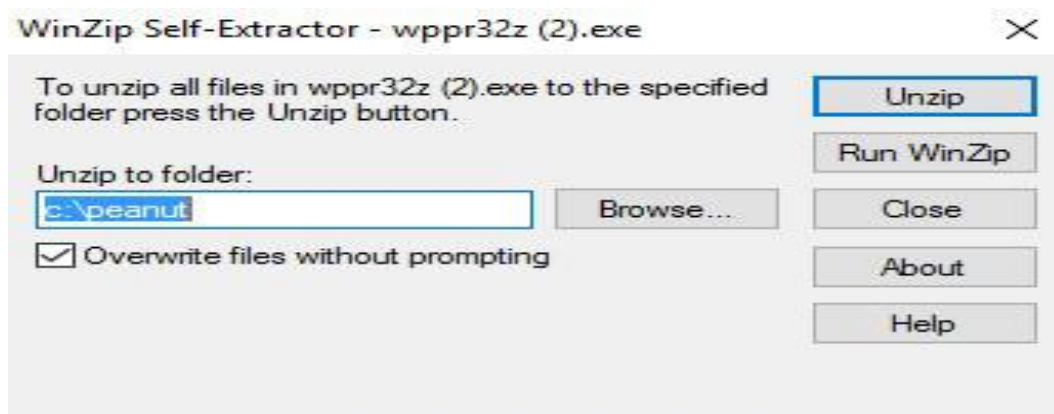 WinZip Self-Extractor - wppr32z (2).exe
To unzip all files in wppr32z (2).exe to the specified
folder press the Unzip button.
Unzip to folder:
c:\peanut
Browse...
Overwrite files without prompting
Unzip
Run WinZip
Close
About
Help